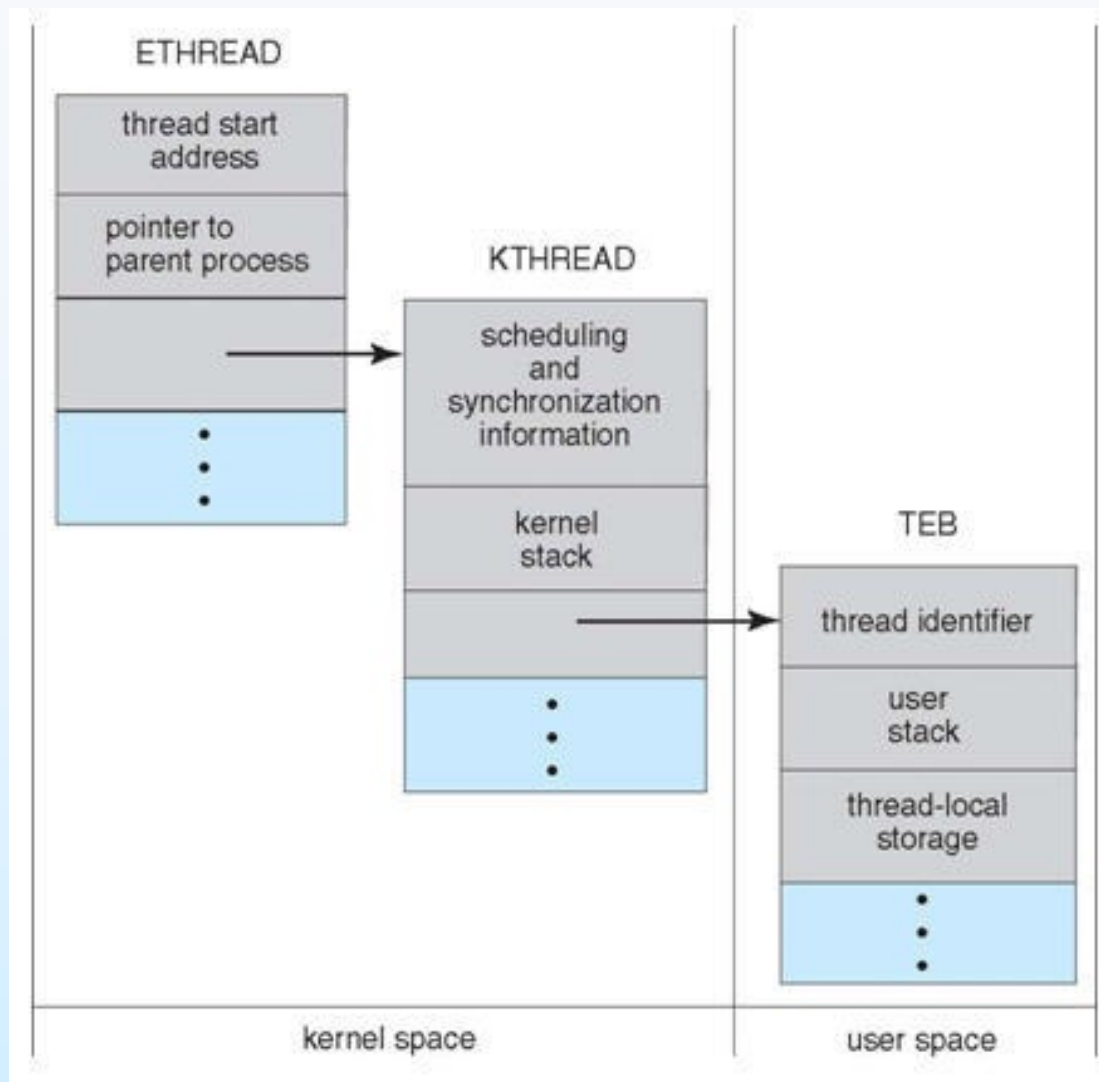 ETHREAD
thread start
address
pointer to
parent process
KTHREAD
scheduling
and
synchronization
information
kernel
stack
TEB
thread identifier
user
stack
thread-local
storage
kernel space
user space